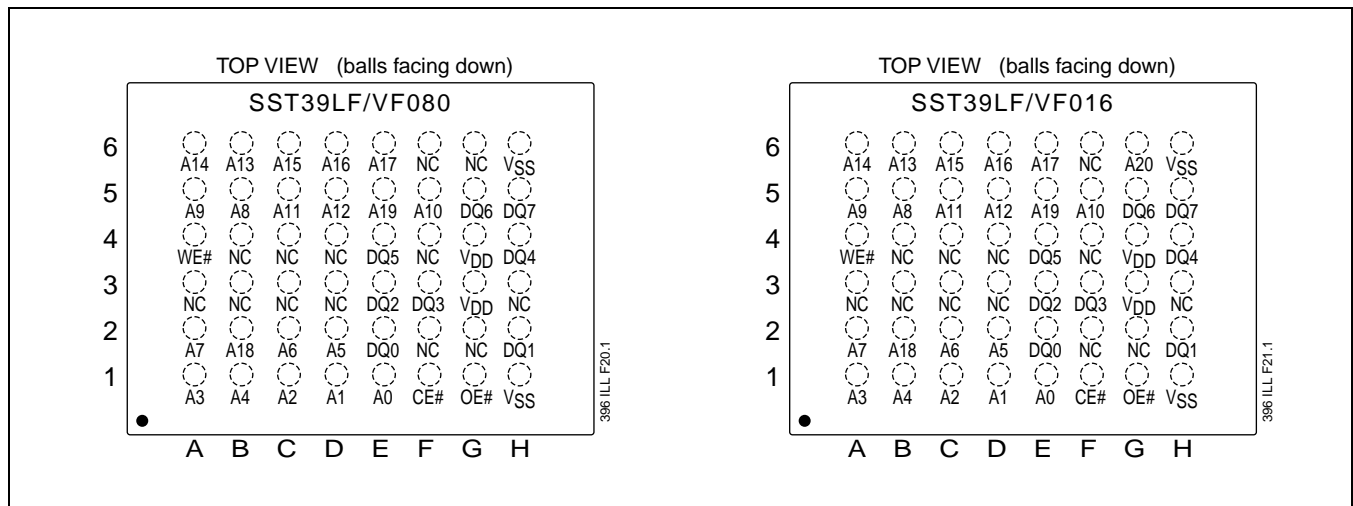 TOP VIEW (balls facing down)
SST39LF/VF080
6
A14 A13 A15 A16 A17 NC NC VSS
5
A9 A8 A11 A12 A19 A10 DQ6 DQ7
4
WE# NC NC NC DQ5 NC VDD DQ4
3
NC NC NC NC DQ2 DQ3 VDD NC
2
A7 A18 A6 A5 DQ0 NC NC DQ1
1
A3 A4 A2 A1 A0 CE# OE# VSS
A B C D E F G H
396 ILL F20.1
TOP VIEW (balls facing down)
SST39LF/VF016
6
A14 A13 A15 A16 A17 NC A20 VSS
5
A9 A8 A11 A12 A19 A10 DQ6 DQ7
4
WE# NC NC NC DQ5 NC VDD DQ4
3
NC NC NC NC DQ2 DQ3 VDD NC
2
A7 A18 A6 A5 DQ0 NC NC DQ1
1
A3 A4 A2 A1 A0 CE# OE# VSS
A B C D E F G H
396 ILL F21.1